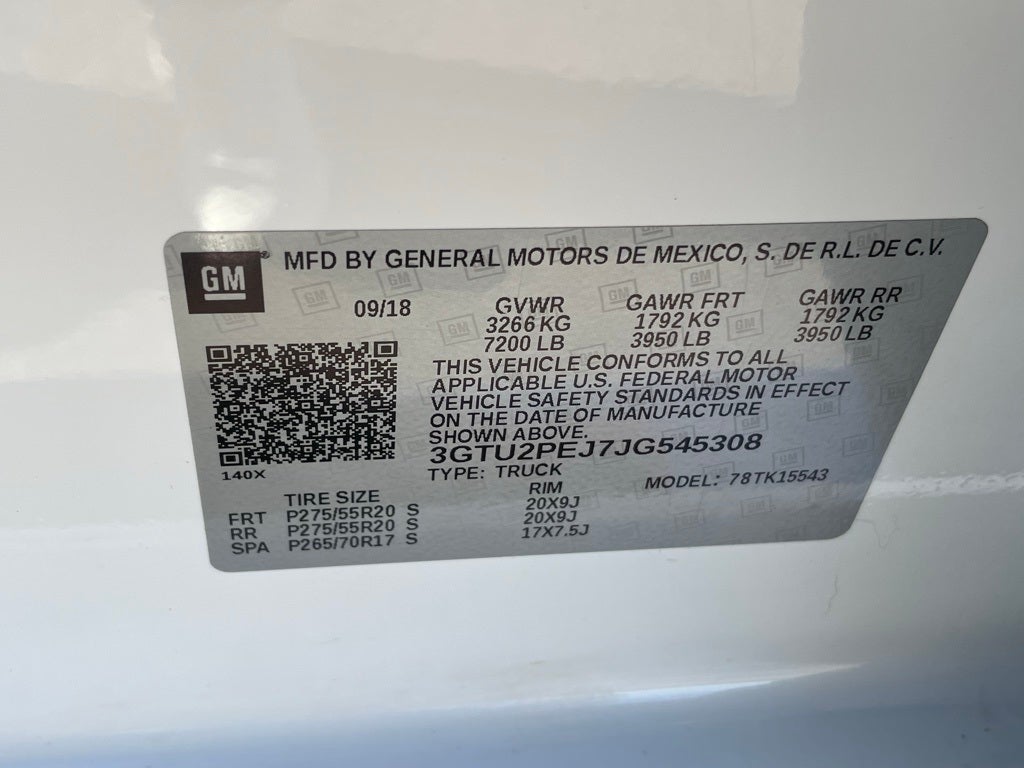 GM
MFD BY GENERAL MOTORS DE MEXICO, S. DE R.L. DE C.V.
09/18 GVWR GAWR FRT GAWR RR
3266 KG 1792 KG 1792 KG
7200 LB 3950 LB 3950 LB
THIS VEHICLE CONFORMS TO ALL
APPLICABLE U.S. FEDERAL MOTOR
VEHICLE SAFETY STANDARDS IN EFFECT
ON THE DATE OF MANUFACTURE
SHOWN ABOVE.
3GTU2PEJ7JG545308
140X
TYPE: TRUCK MODEL: 78TK15543
TIRE SIZE RIM
FRT P275/55R20 S 20X9J
RR P275/55R20 S 20X9J
SPA P265/70R17 S 17X7.5J